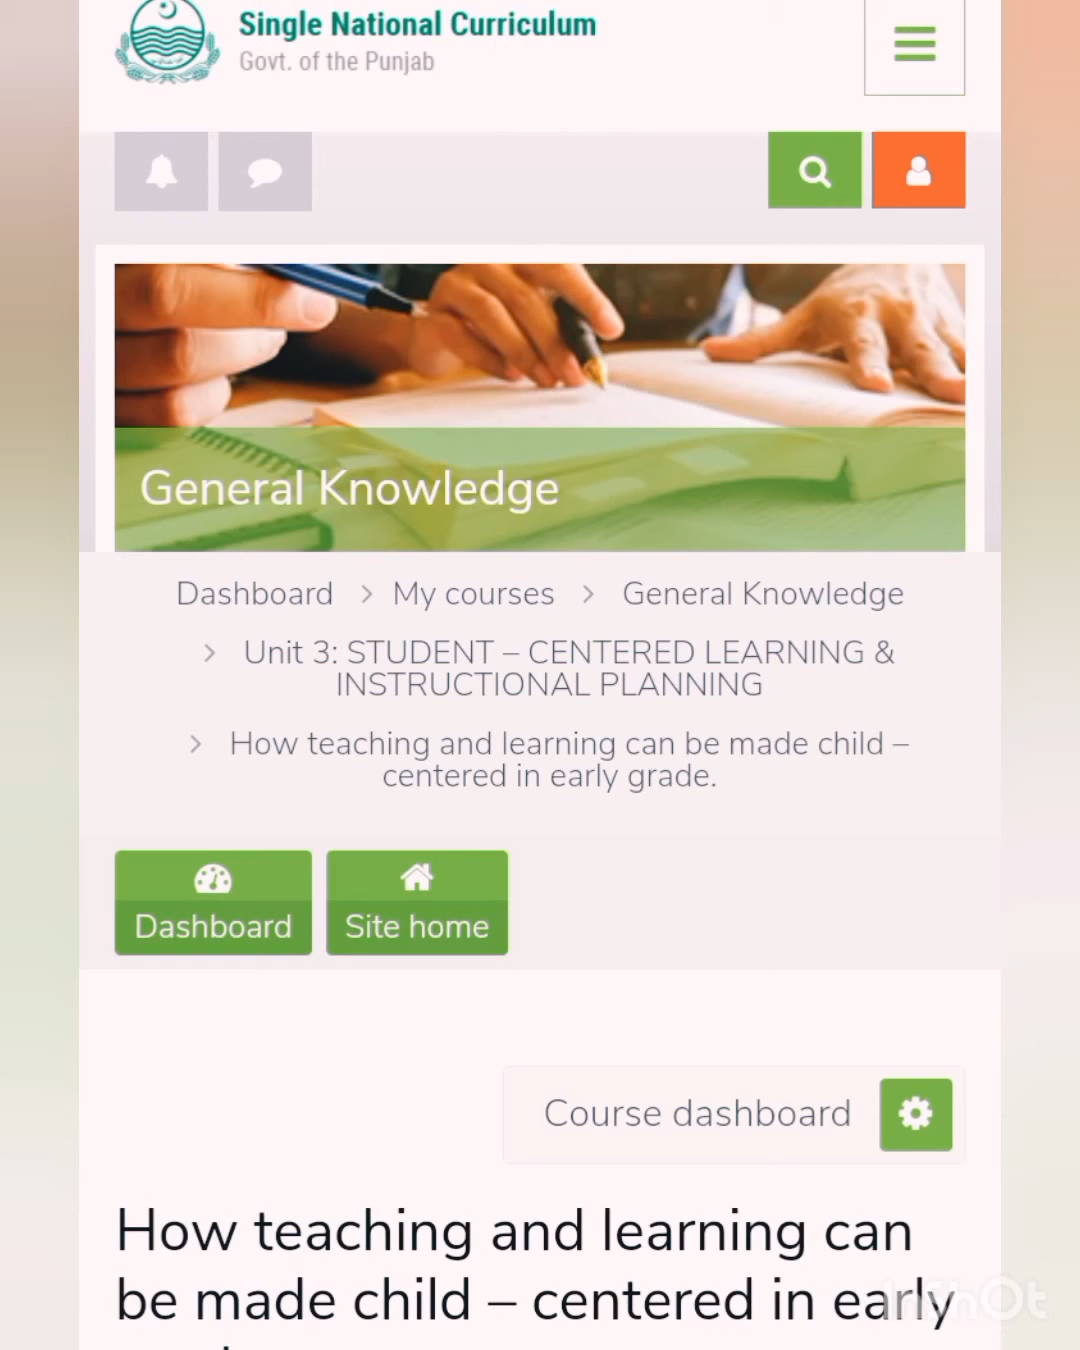 Single National Curriculum
Govt. of the Punjab
General Knowledge
Dashboard > My courses > General Knowledge
> Unit 3: STUDENT – CENTERED LEARNING &
INSTRUCTIONAL PLANNING
> How teaching and learning can be made child –
centered in early grade.
Dashboard
Site home
Course dashboard
How teaching and learning can
be made child – centered in early
InShOt